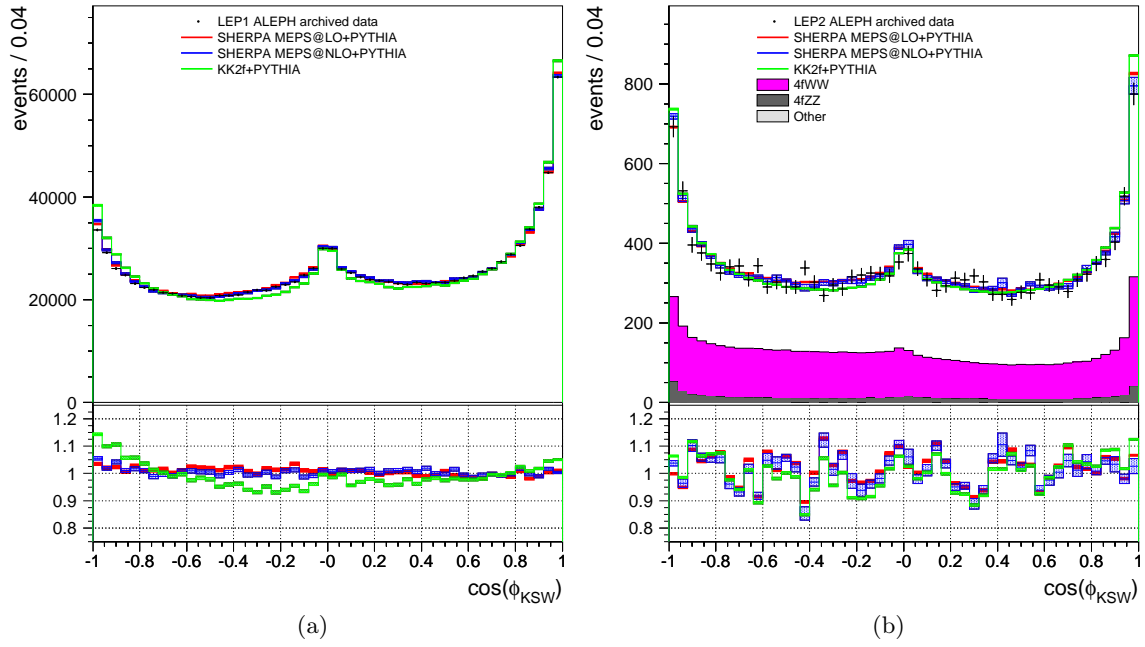 events / 0.04
LEP1 ALEPH archived data
SHERPA MEPS@LO+PYTHIA
SHERPA MEPS@NLO+PYTHIA
KK2f+PYTHIA
60000
40000
20000
0
1.2
1.1
1
0.9
0.8
-1 -0.8 -0.6 -0.4 -0.2 -0 0.2 0.4 0.6 0.8 1
cos(ϕKSW)
(a)
events / 0.04
LEP2 ALEPH archived data
SHERPA MEPS@LO+PYTHIA
SHERPA MEPS@NLO+PYTHIA
KK2f+PYTHIA
4fWW
4fZZ
Other
800
600
400
200
0
1.2
1.1
1
0.9
0.8
-1 -0.8 -0.6 -0.4 -0.2 -0 0.2 0.4 0.6 0.8 1
cos(ϕKSW)
(b)